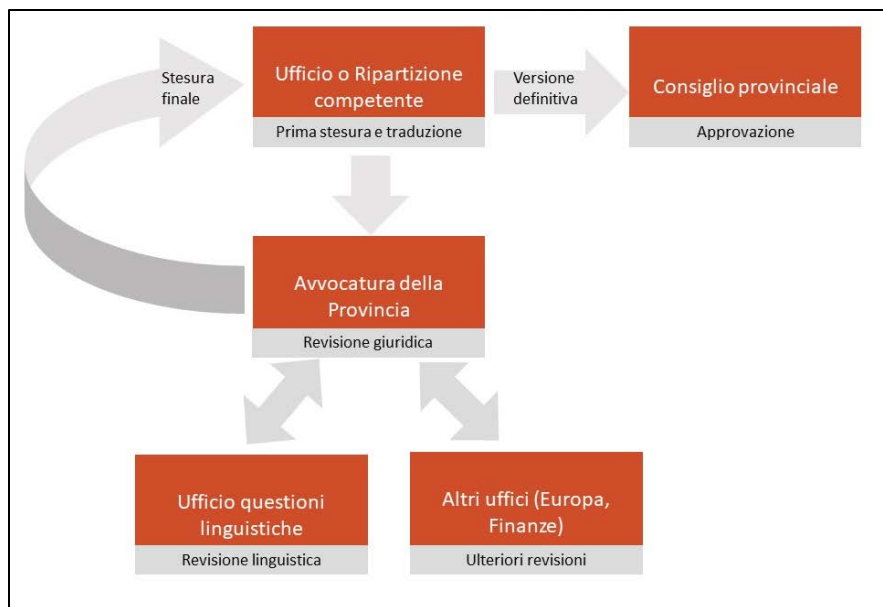 Stesura
finale
Ufficio o Ripartizione
competente
Prima stesura e traduzione
Versione
definitiva
Consiglio provinciale
Approvazione
Avvocatura della
Provincia
Revisione giuridica
Ufficio questioni
linguistiche
Revisione linguistica
Altri uffici (Europa,
Finanze)
Ulteriori revisioni